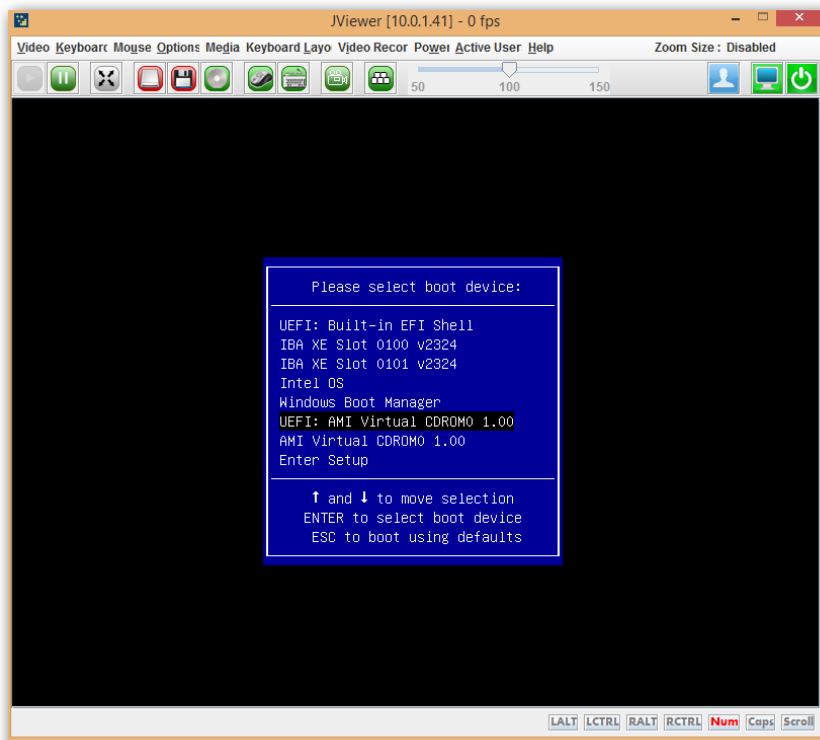 JViewer [10.0.1.41] - 0 fps
Video Keyboarc Mouse Options Media Keyboard Layo Video Recor Power Active User Help Zoom Size : Disabled
50 100 150
Please select boot device:
UEFI: Built-in EFI Shell
IBA XE Slot 0100 v2324
IBA XE Slot 0101 v2324
Intel OS
Windows Boot Manager
UEFI: AMI Virtual CDROM0 1.00
AMI Virtual CDROM0 1.00
Enter Setup
↑ and ↓ to move selection
ENTER to select boot device
ESC to boot using defaults
LALT LCTRL RALT RCTRL Num Caps Scroll